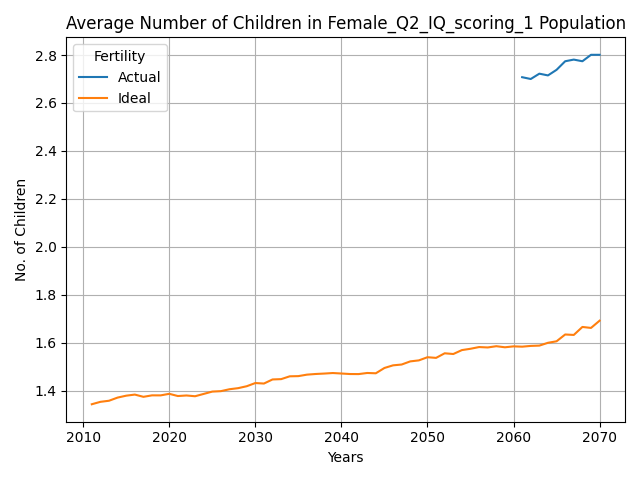 Average Number of Children in Female_Q2_IQ_scoring_1 Population
Fertility
Actual
Ideal
No. of Children
2.8
2.6
2.4
2.2
2.0
1.8
1.6
1.4
2010 2020 2030 2040 2050 2060 2070
Years